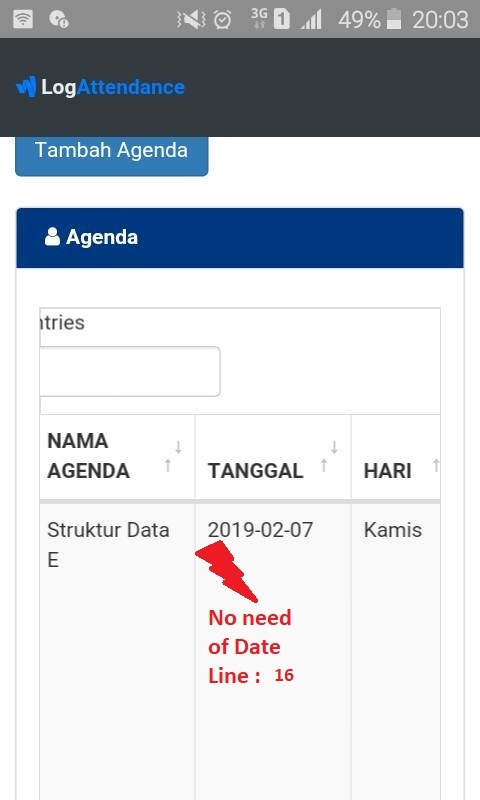 3G 1 49% 20:03
LogAttendance
Tambah Agenda
Agenda
ntries
NAMA
AGENDA
TANGGAL
HARI
Struktur Data
E
2019-02-07
Kamis
No need
of Date
Line : 16